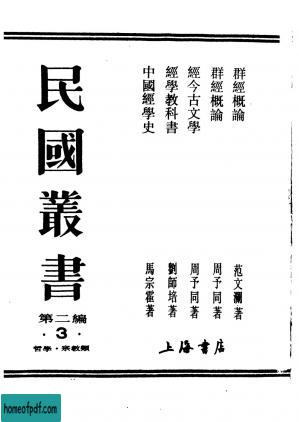 群經概論 范文瀾著
群經概論 周予同著
經今古文學 周予同著
經學教科書 劉師培著
中國經學史 馬宗霍著
上海書店
民國叢書
第二編
·3·
哲學·宗教類
homeofpdf.com
homeofpdf.com